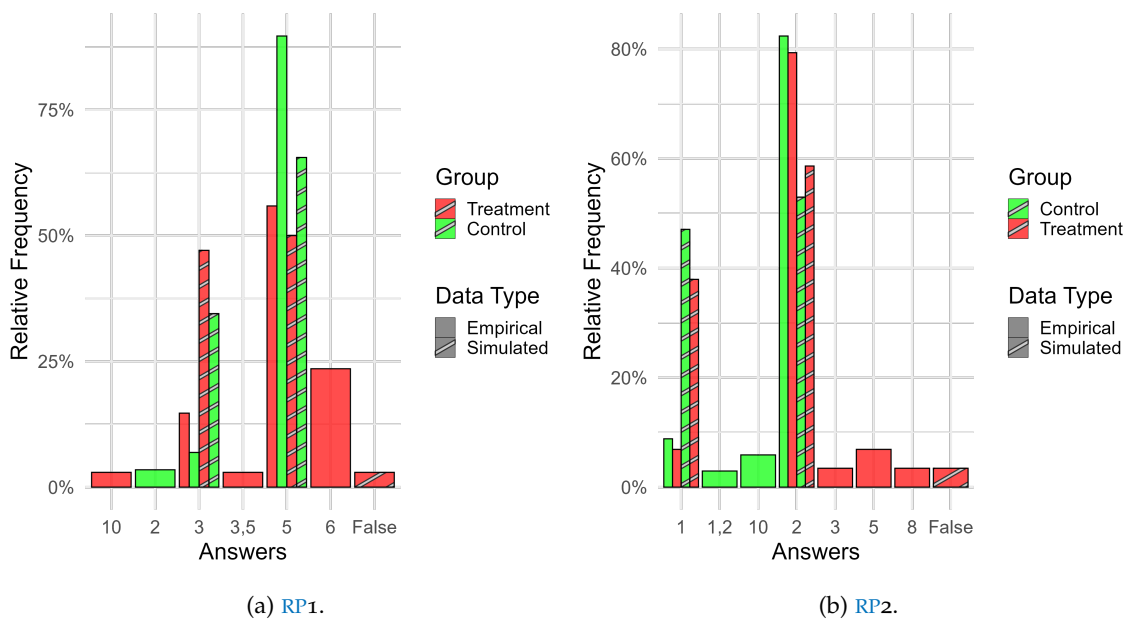 Relative Frequency
75%
50%
25%
0%
10 2 3 3,5 5 6 False
Answers
Group
Treatment
Control
Data Type
Empirical
Simulated
(a) RP1.
Relative Frequency
80%
60%
40%
20%
0%
1 1,2 10 2 3 5 8 False
Answers
Group
Control
Treatment
Data Type
Empirical
Simulated
(b) RP2.